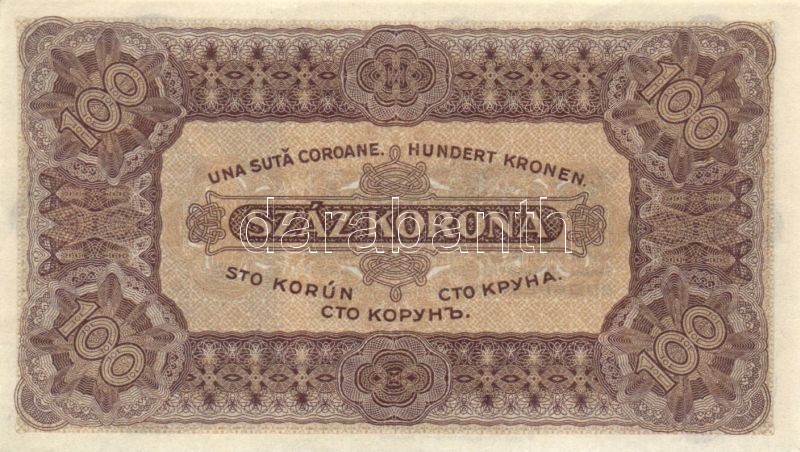 100 100
UNA SUTĂ COROANE. HUNDERT KRONEN.
SZÁZ KORONA
darabanth
STO KORÚN СТО КРУНА.
СТО КОРУНЪ.
100 100